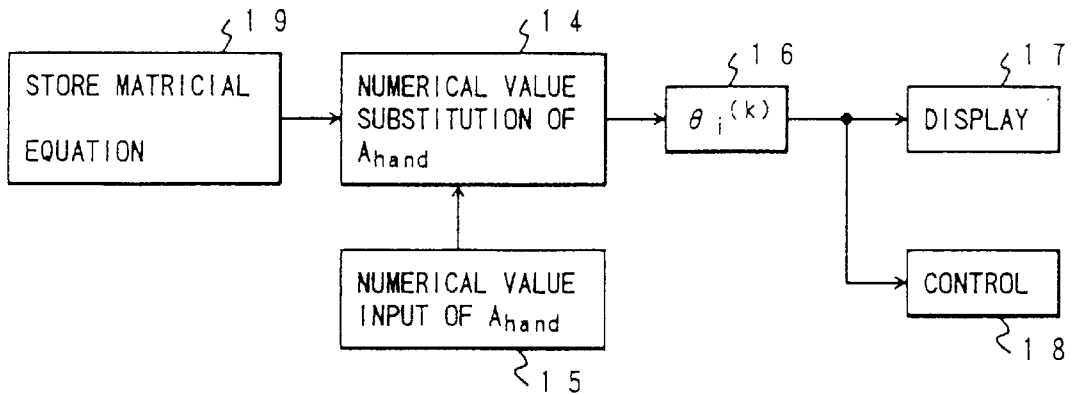 19
STORE MATRICIAL
EQUATION
14
NUMERICAL VALUE
SUBSTITUTION OF
Ahand
16
θi(k)
17
DISPLAY
NUMERICAL VALUE
INPUT OF Ahand
15
CONTROL
18